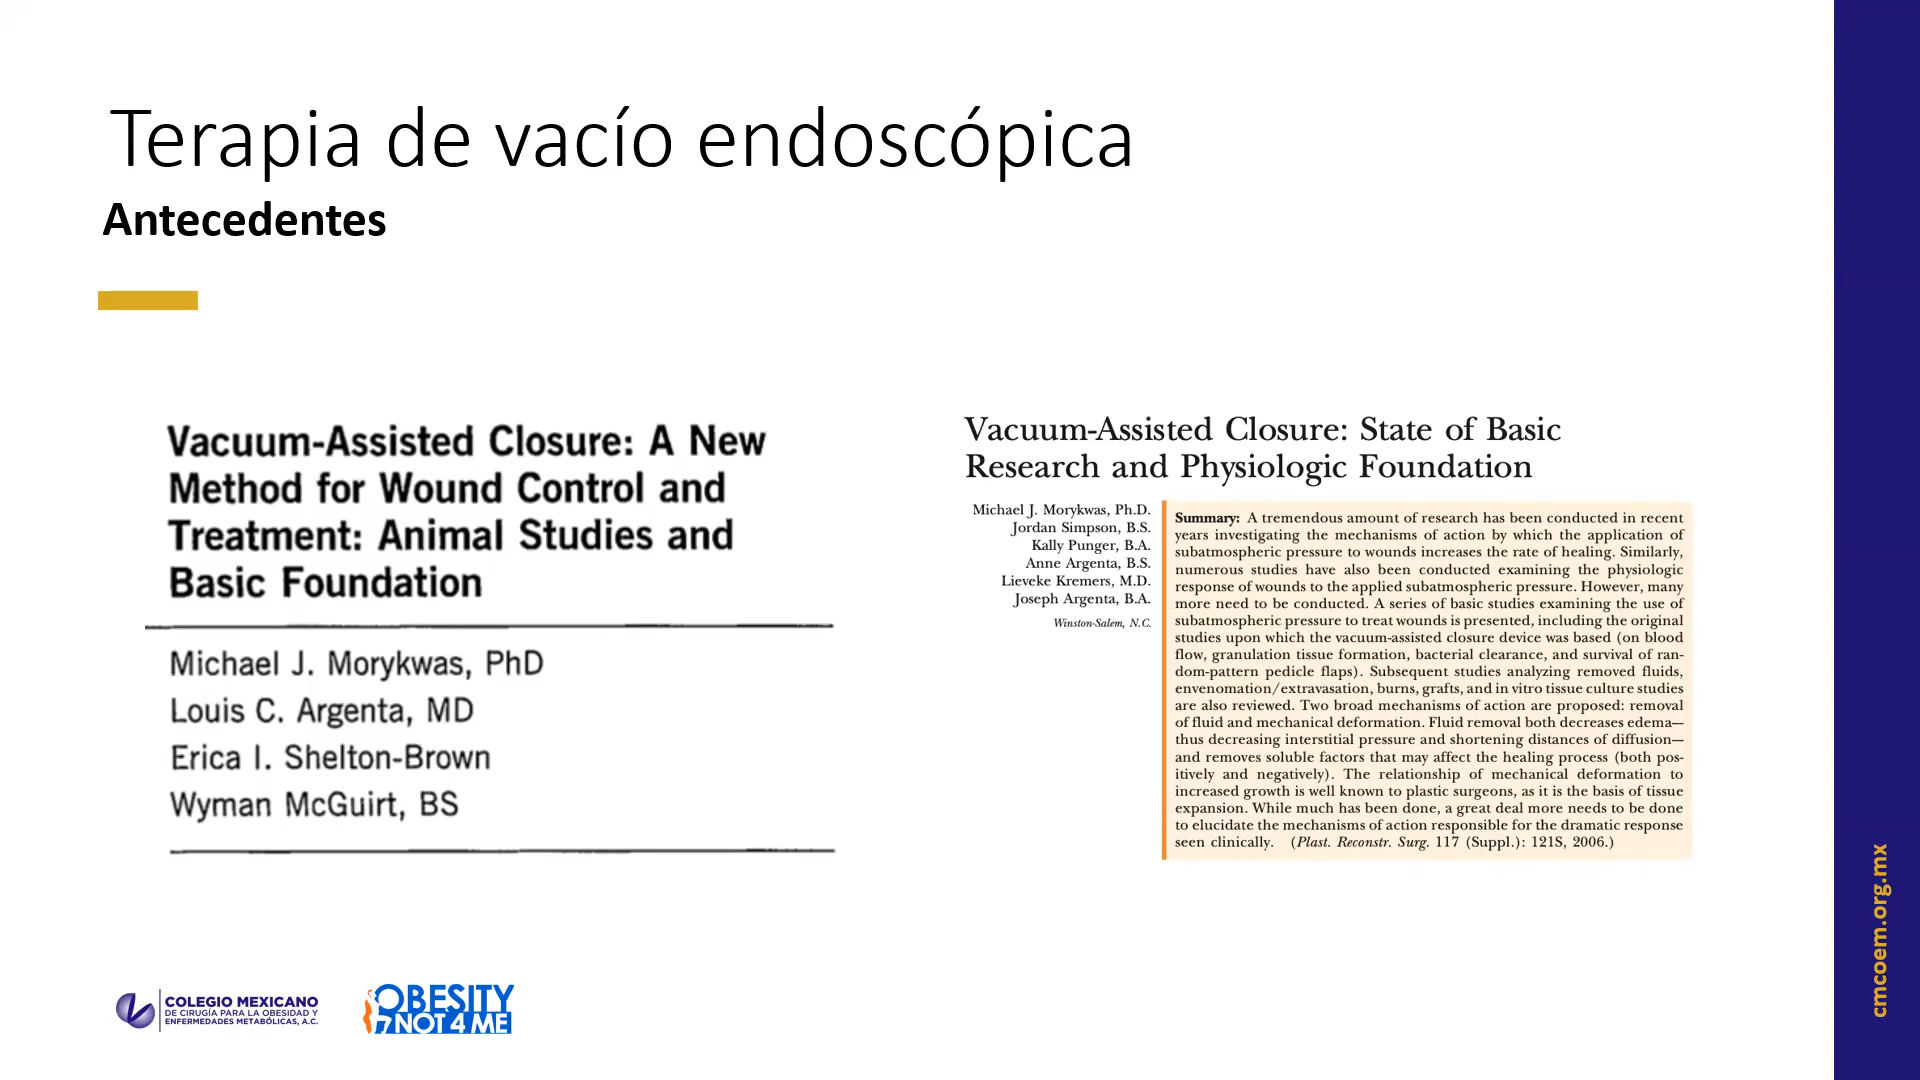 Terapia de vacío endoscópica
Antecedentes
Vacuum-Assisted Closure: A New
Method for Wound Control and
Treatment: Animal Studies and
Basic Foundation
Michael J. Morykwas, PhD
Louis C. Argenta, MD
Erica I. Shelton-Brown
Wyman McGuirt, BS
Vacuum-Assisted Closure: State of Basic
Research and Physiologic Foundation
Michael J. Morykwas, Ph.D.
Jordan Simpson, B.S.
Kally Punger, B.A.
Anne Argenta, B.S.
Lieveke Kremers, M.D.
Joseph Argenta, B.A.
Winston-Salem, N.C.
Summary: A tremendous amount of research has been conducted in recent
years investigating the mechanisms of action by which the application of
subatmospheric pressure to wounds increases the rate of healing. Similarly,
numerous studies have also been conducted examining the physiologic
response of wounds to the applied subatmospheric pressure. However, many
more need to be conducted. A series of basic studies examining the use of
subatmospheric pressure to treat wounds is presented, including the original
studies upon which the vacuum-assisted closure device was based (on blood
flow, granulation tissue formation, bacterial clearance, and survival of ran-
dom-pattern pedicle flaps). Subsequent studies analyzing removed fluids,
envenomation/extravasation, burns, grafts, and in vitro tissue culture studies
are also reviewed. Two broad mechanisms of action are proposed: removal
of fluid and mechanical deformation. Fluid removal both decreases edema—
thus decreasing interstitial pressure and shortening distances of diffusion—
and removes soluble factors that may affect the healing process (both pos-
itively and negatively). The relationship of mechanical deformation to
increased growth is well known to plastic surgeons, as it is the basis of tissue
expansion. While much has been done, a great deal more needs to be done
to elucidate the mechanisms of action responsible for the dramatic response
seen clinically. (Plast. Reconstr. Surg. 117 (Suppl.): 121S, 2006.)
COLEGIO MEXICANO
DE CIRUGÍA PARA LA OBESIDAD Y
ENFERMEDADES METABÓLICAS, A.C.
OBESITY
NOT 4 ME
cmcoem.org.mx